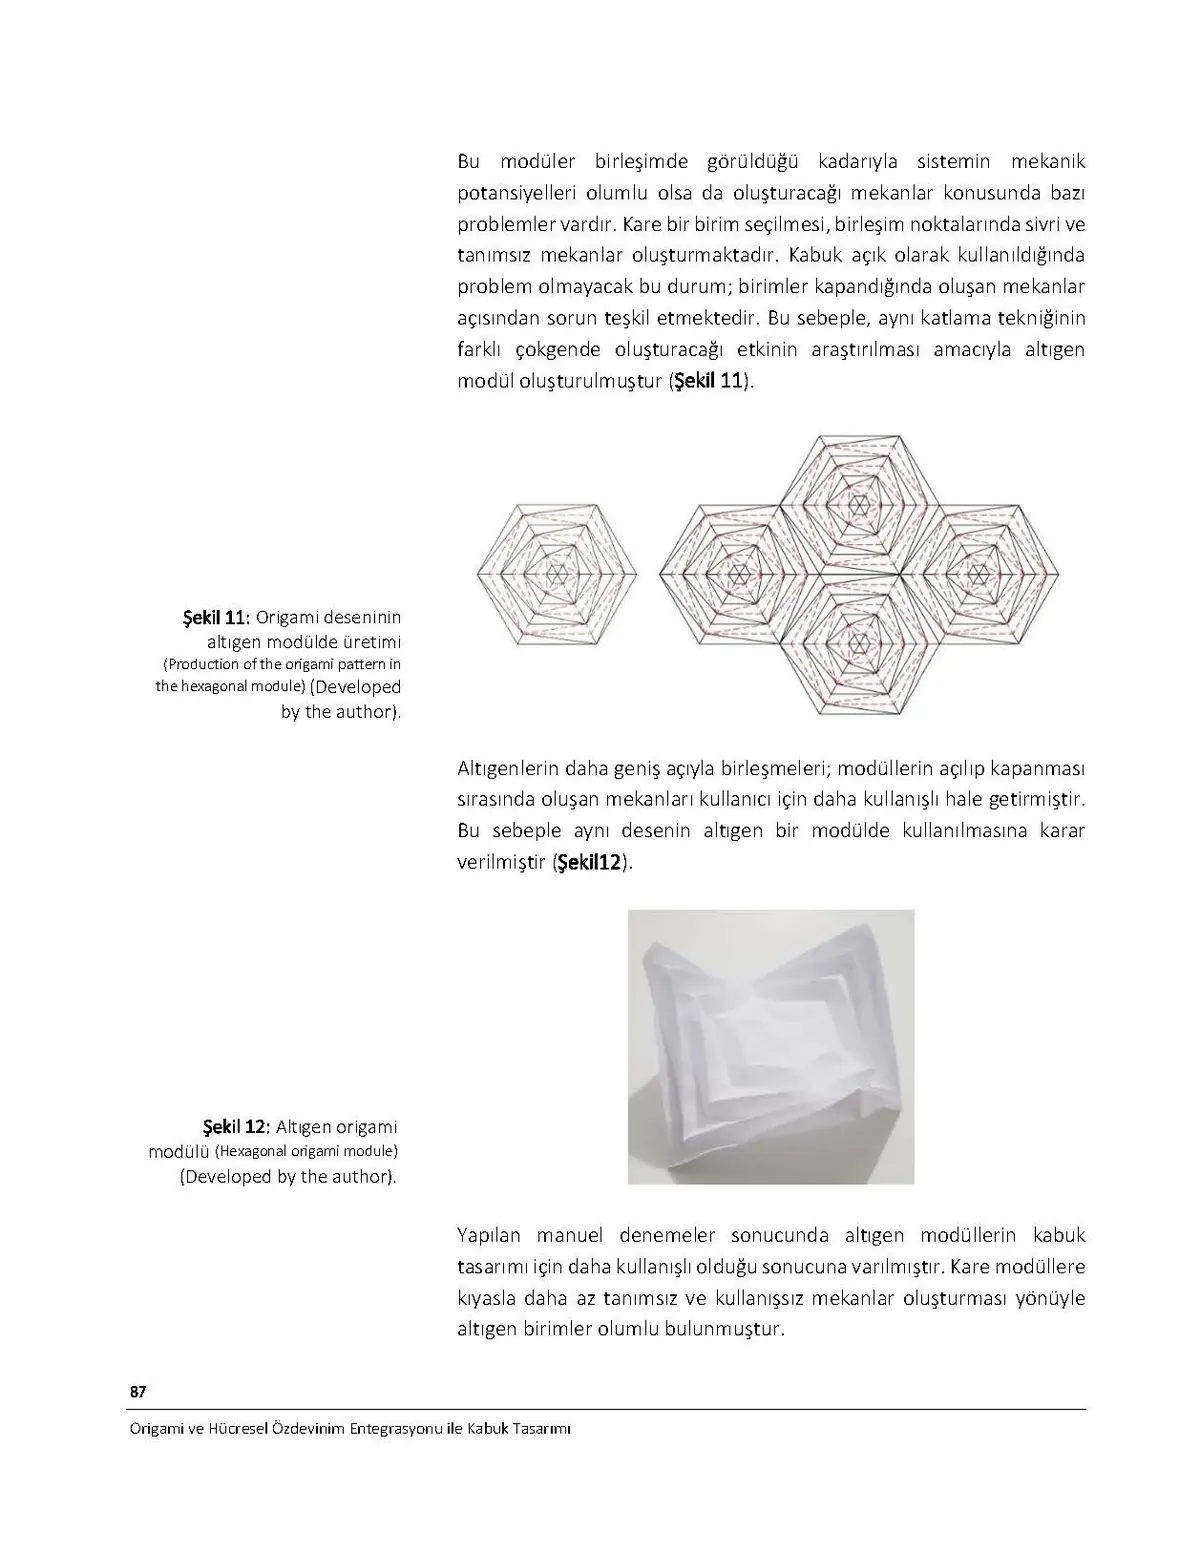 Bu modüler birleşimde görüldüğü kadarıyla sistemin mekanik
potansiyelleri olumlu olsa da oluşturacağı mekanlar konusunda bazı
problemler vardır. Kare bir birim seçilmesi, birleşim noktalarında sivri ve
tanımsız mekanlar oluşturmaktadır. Kabuk açık olarak kullanıldığında
problem olmayacak bu durum; birimler kapandığında oluşan mekanlar
açısından sorun teşkil etmektedir. Bu sebeple, aynı katlama tekniğinin
farklı çokgende oluşturacağı etkinin araştırılması amacıyla altıgen
modül oluşturulmuştur (Şekil 11).
Şekil 11: Origami deseninin
altıgen modülde üretimi
(Production of the origami pattern in
the hexagonal module) (Developed
by the author).
Altıgenlerin daha geniş açıyla birleşmeleri; modüllerin açılıp kapanması
sırasında oluşan mekanları kullanıcı için daha kullanışlı hale getirmiştir.
Bu sebeple aynı desenin altıgen bir modülde kullanılmasına karar
verilmiştir (Şekil12).
Şekil 12: Altıgen origami
modülü (Hexagonal origami module)
(Developed by the author).
Yapılan manuel denemeler sonucunda altıgen modüllerin kabuk
tasarımı için daha kullanışlı olduğu sonucuna varılmıştır. Kare modüllere
kıyasla daha az tanımsız ve kullanışsız mekanlar oluşturması yönüyle
altıgen birimler olumlu bulunmuştur.
87
Origami ve Hücresel Özdevinim Entegrasyonu ile Kabuk Tasarımı